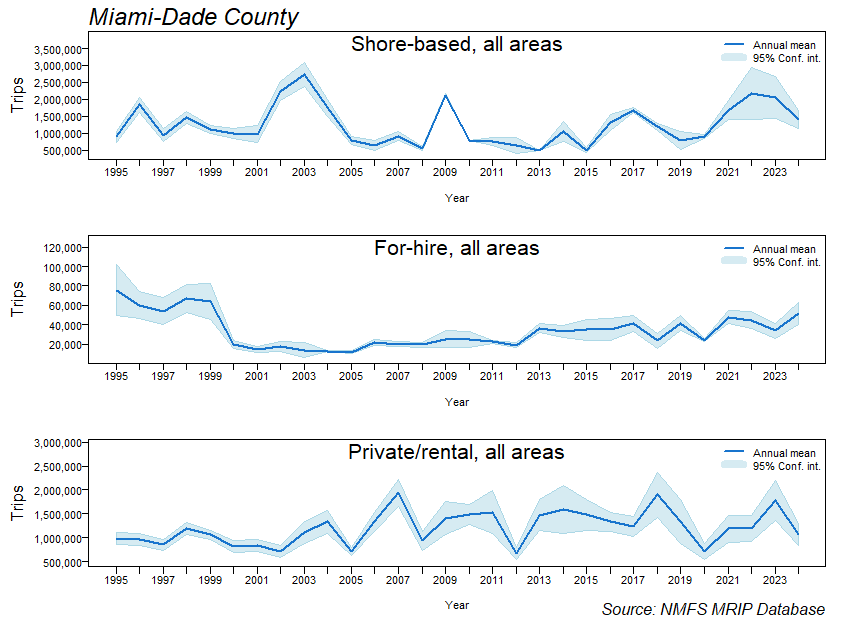 Miami-Dade County
Shore-based, all areas
Annual mean
95% Conf. int.
Trips
3,500,000
3,000,000
2,500,000
2,000,000
1,500,000
1,000,000
500,000
1995 1997 1999 2001 2003 2005 2007 2009 2011 2013 2015 2017 2019 2021 2023
Year
For-hire, all areas
Annual mean
95% Conf. int.
Trips
120,000
100,000
80,000
60,000
40,000
20,000
1995 1997 1999 2001 2003 2005 2007 2009 2011 2013 2015 2017 2019 2021 2023
Year
Private/rental, all areas
Annual mean
95% Conf. int.
Trips
3,000,000
2,500,000
2,000,000
1,500,000
1,000,000
500,000
1995 1997 1999 2001 2003 2005 2007 2009 2011 2013 2015 2017 2019 2021 2023
Year
Source: NMFS MRIP Database